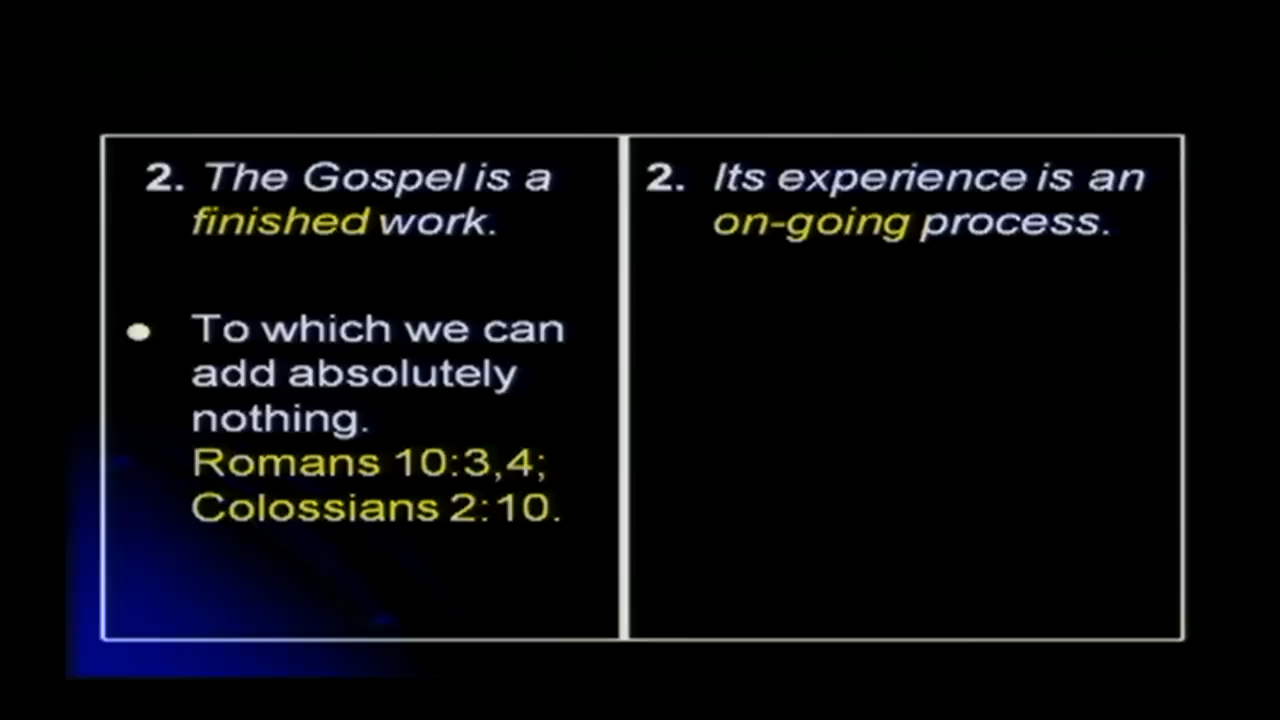 2. The Gospel is a
finished work.
• To which we can
add absolutely
nothing.
Romans 10:3,4;
Colossians 2:10.
2. Its experience is an
on-going process.